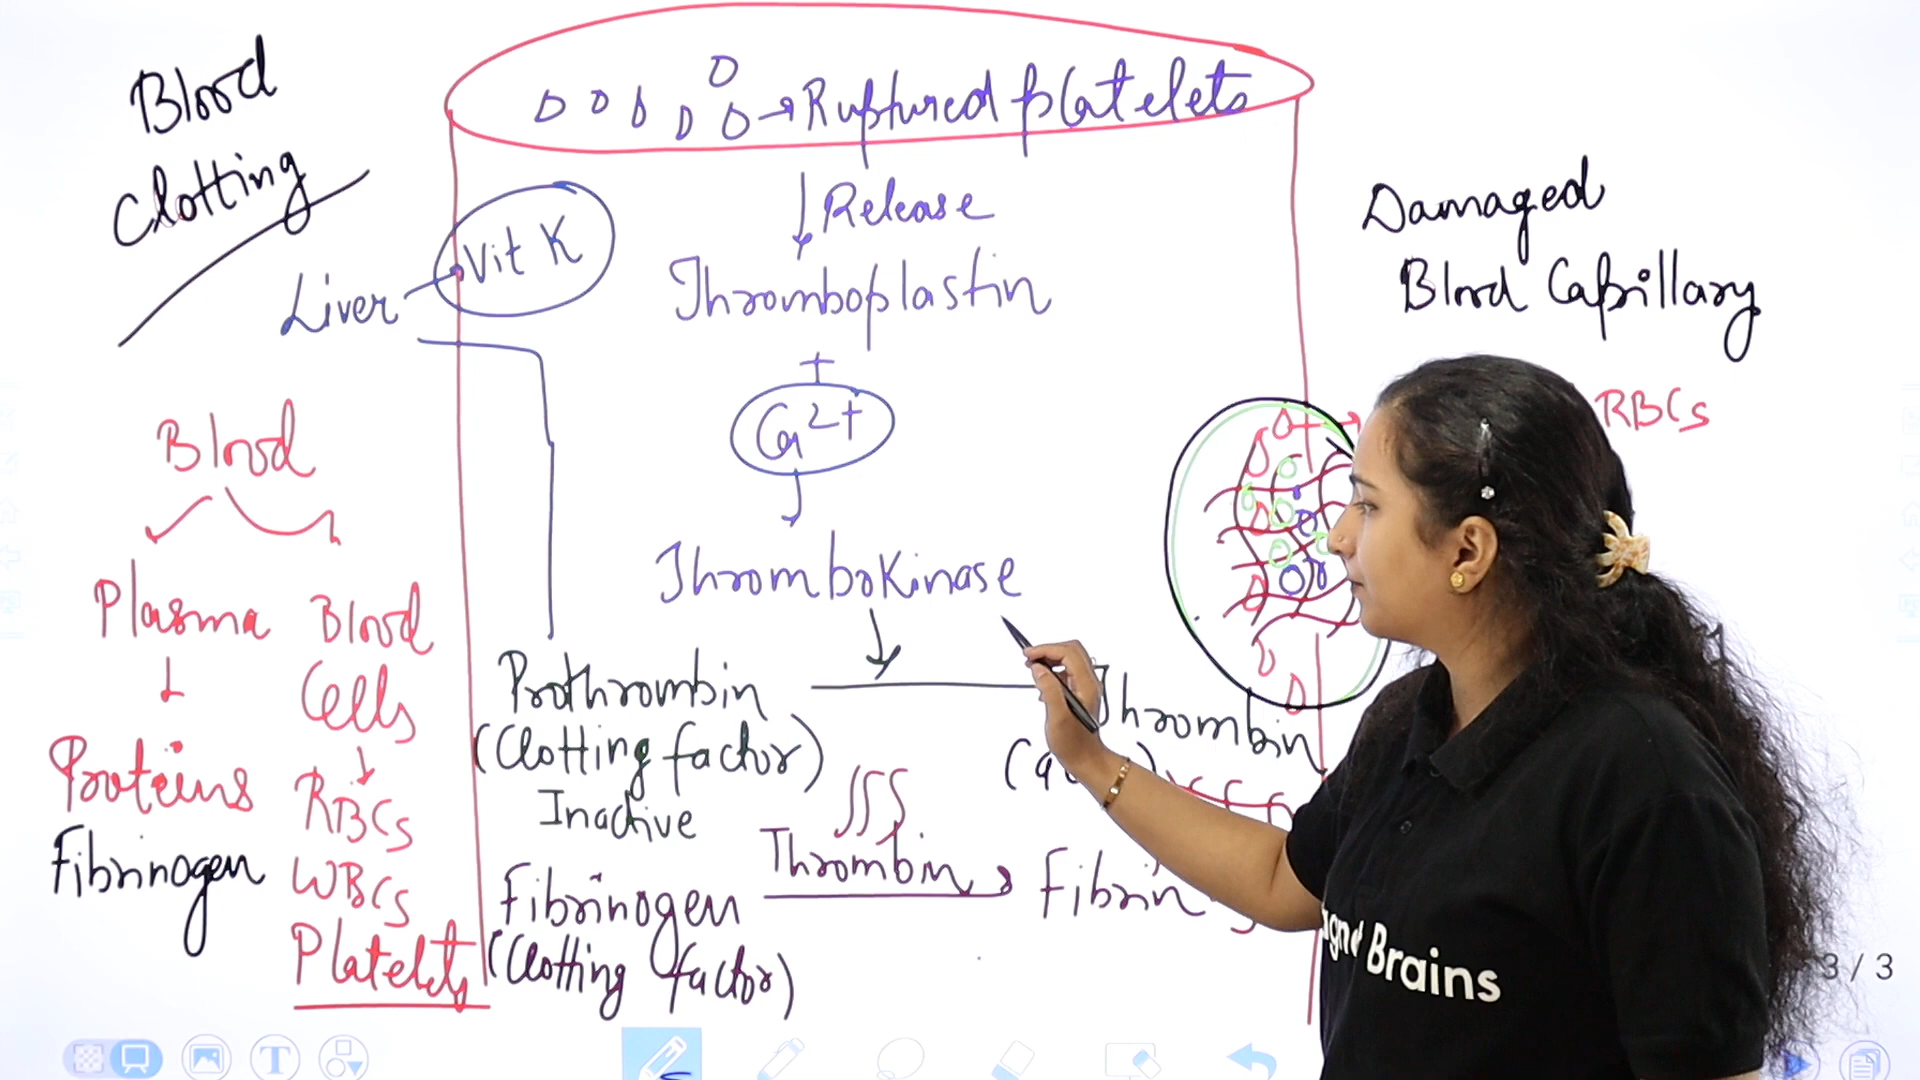 Blood
Clotting
Ruptured platelets
Release
Vit K
Liver
Thromboplastin
+
Ca2+
Thrombokinase
Damaged
Blood Capillary
RBCs
Blood
Plasma
Blood
Cells
Proteins
Fibrinogen
RBCs
WBCs
Platelets
Prothrombin
(Clotting factor)
Inactive
Thrombin
Fibrinogen
(Clotting factor)
Thrombin
Fibrin
Brains
3 / 3
T